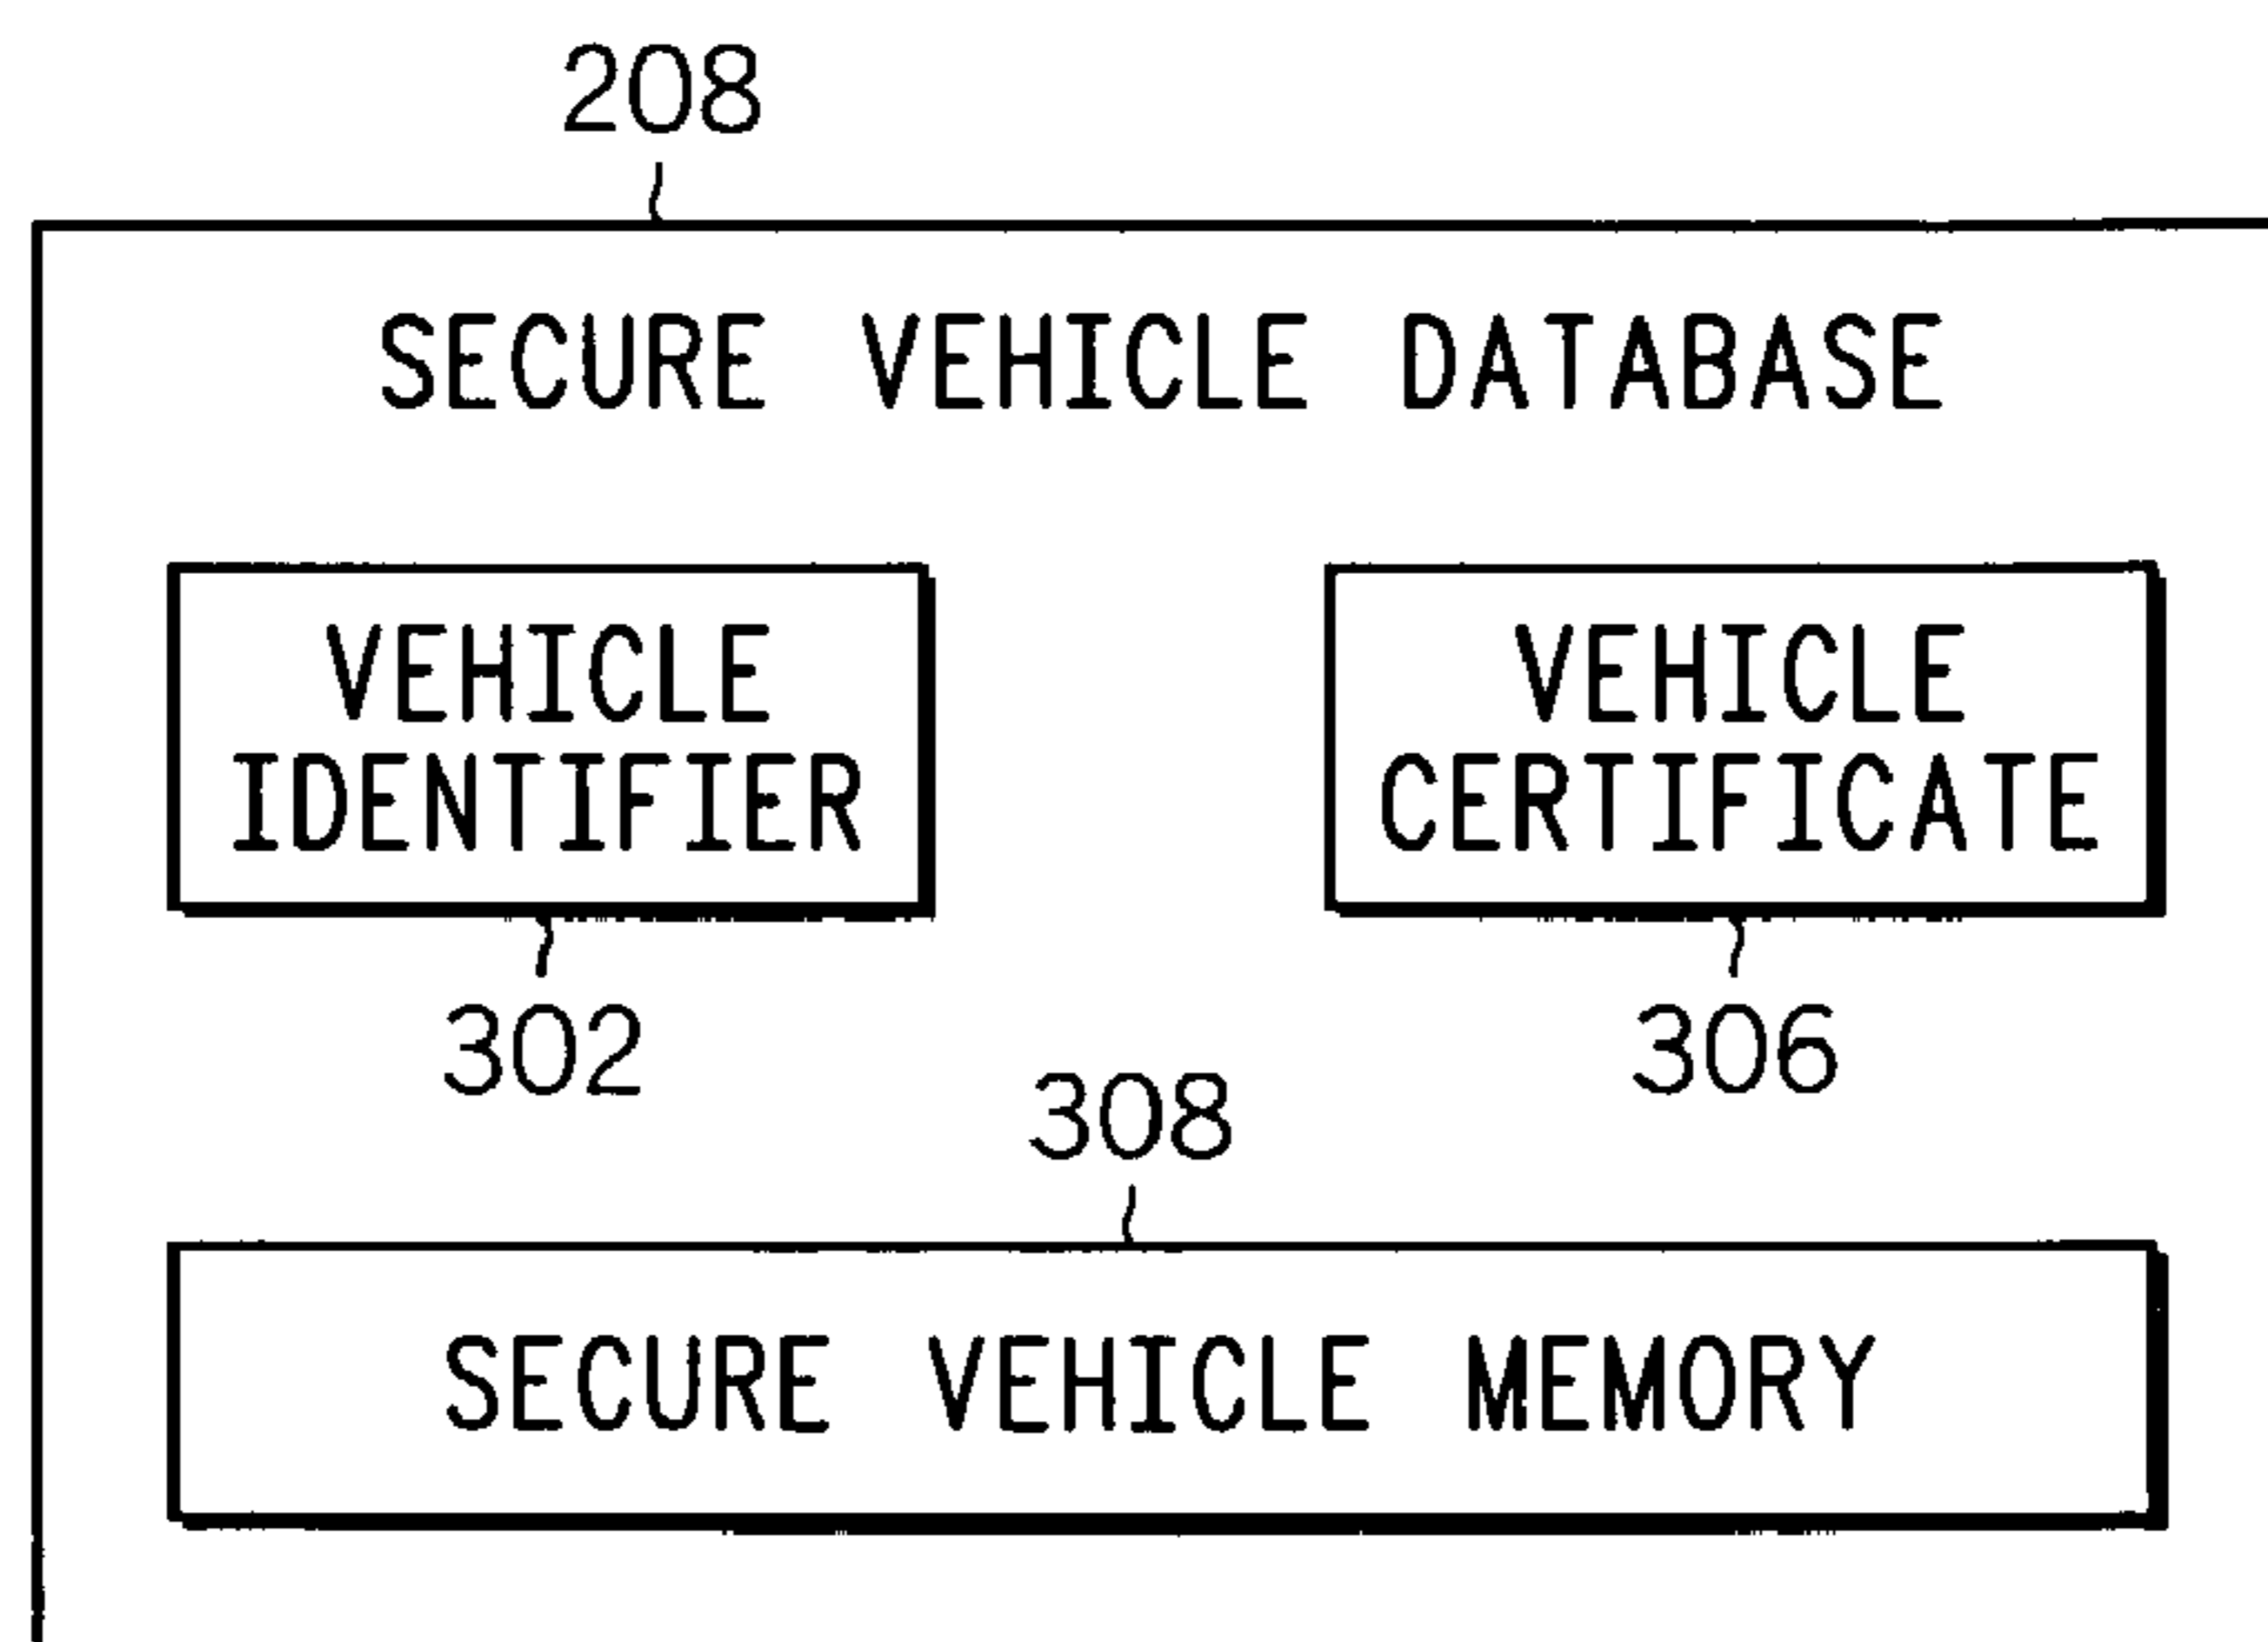 208
SECURE VEHICLE DATABASE
VEHICLE
IDENTIFIER
302
VEHICLE
CERTIFICATE
306
308
SECURE VEHICLE MEMORY